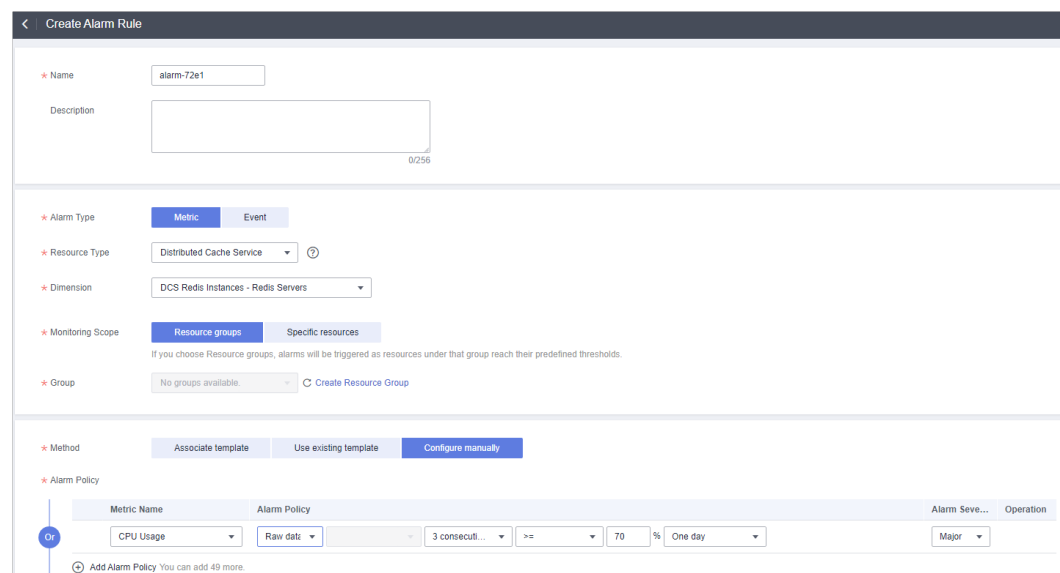 Create Alarm Rule
* Name alarm-72e1
Description
0/256
* Alarm Type Metric Event
* Resource Type Distributed Cache Service ?
* Dimension DCS Redis Instances - Redis Servers
* Monitoring Scope Resource groups Specific resources
If you choose Resource groups, alarms will be triggered as resources under that group reach their predefined thresholds.
* Group No groups available. Create Resource Group
* Method Associate template Use existing template Configure manually
* Alarm Policy
Metric Name Alarm Policy Alarm Seve... Operation
Or CPU Usage Raw data 3 consecuti... >= 70 % One day Major
Add Alarm Policy You can add 49 more.